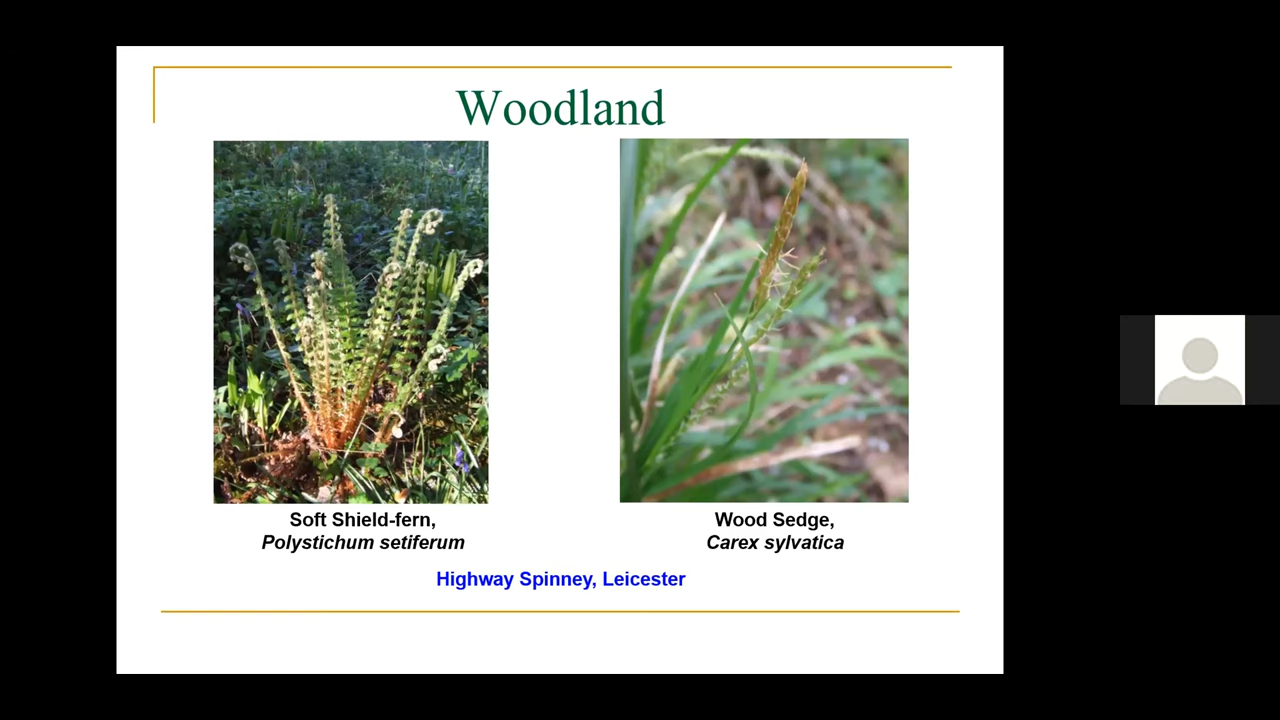 Woodland
Soft Shield-fern,
Polystichum setiferum
Wood Sedge,
Carex sylvatica
Highway Spinney, Leicester